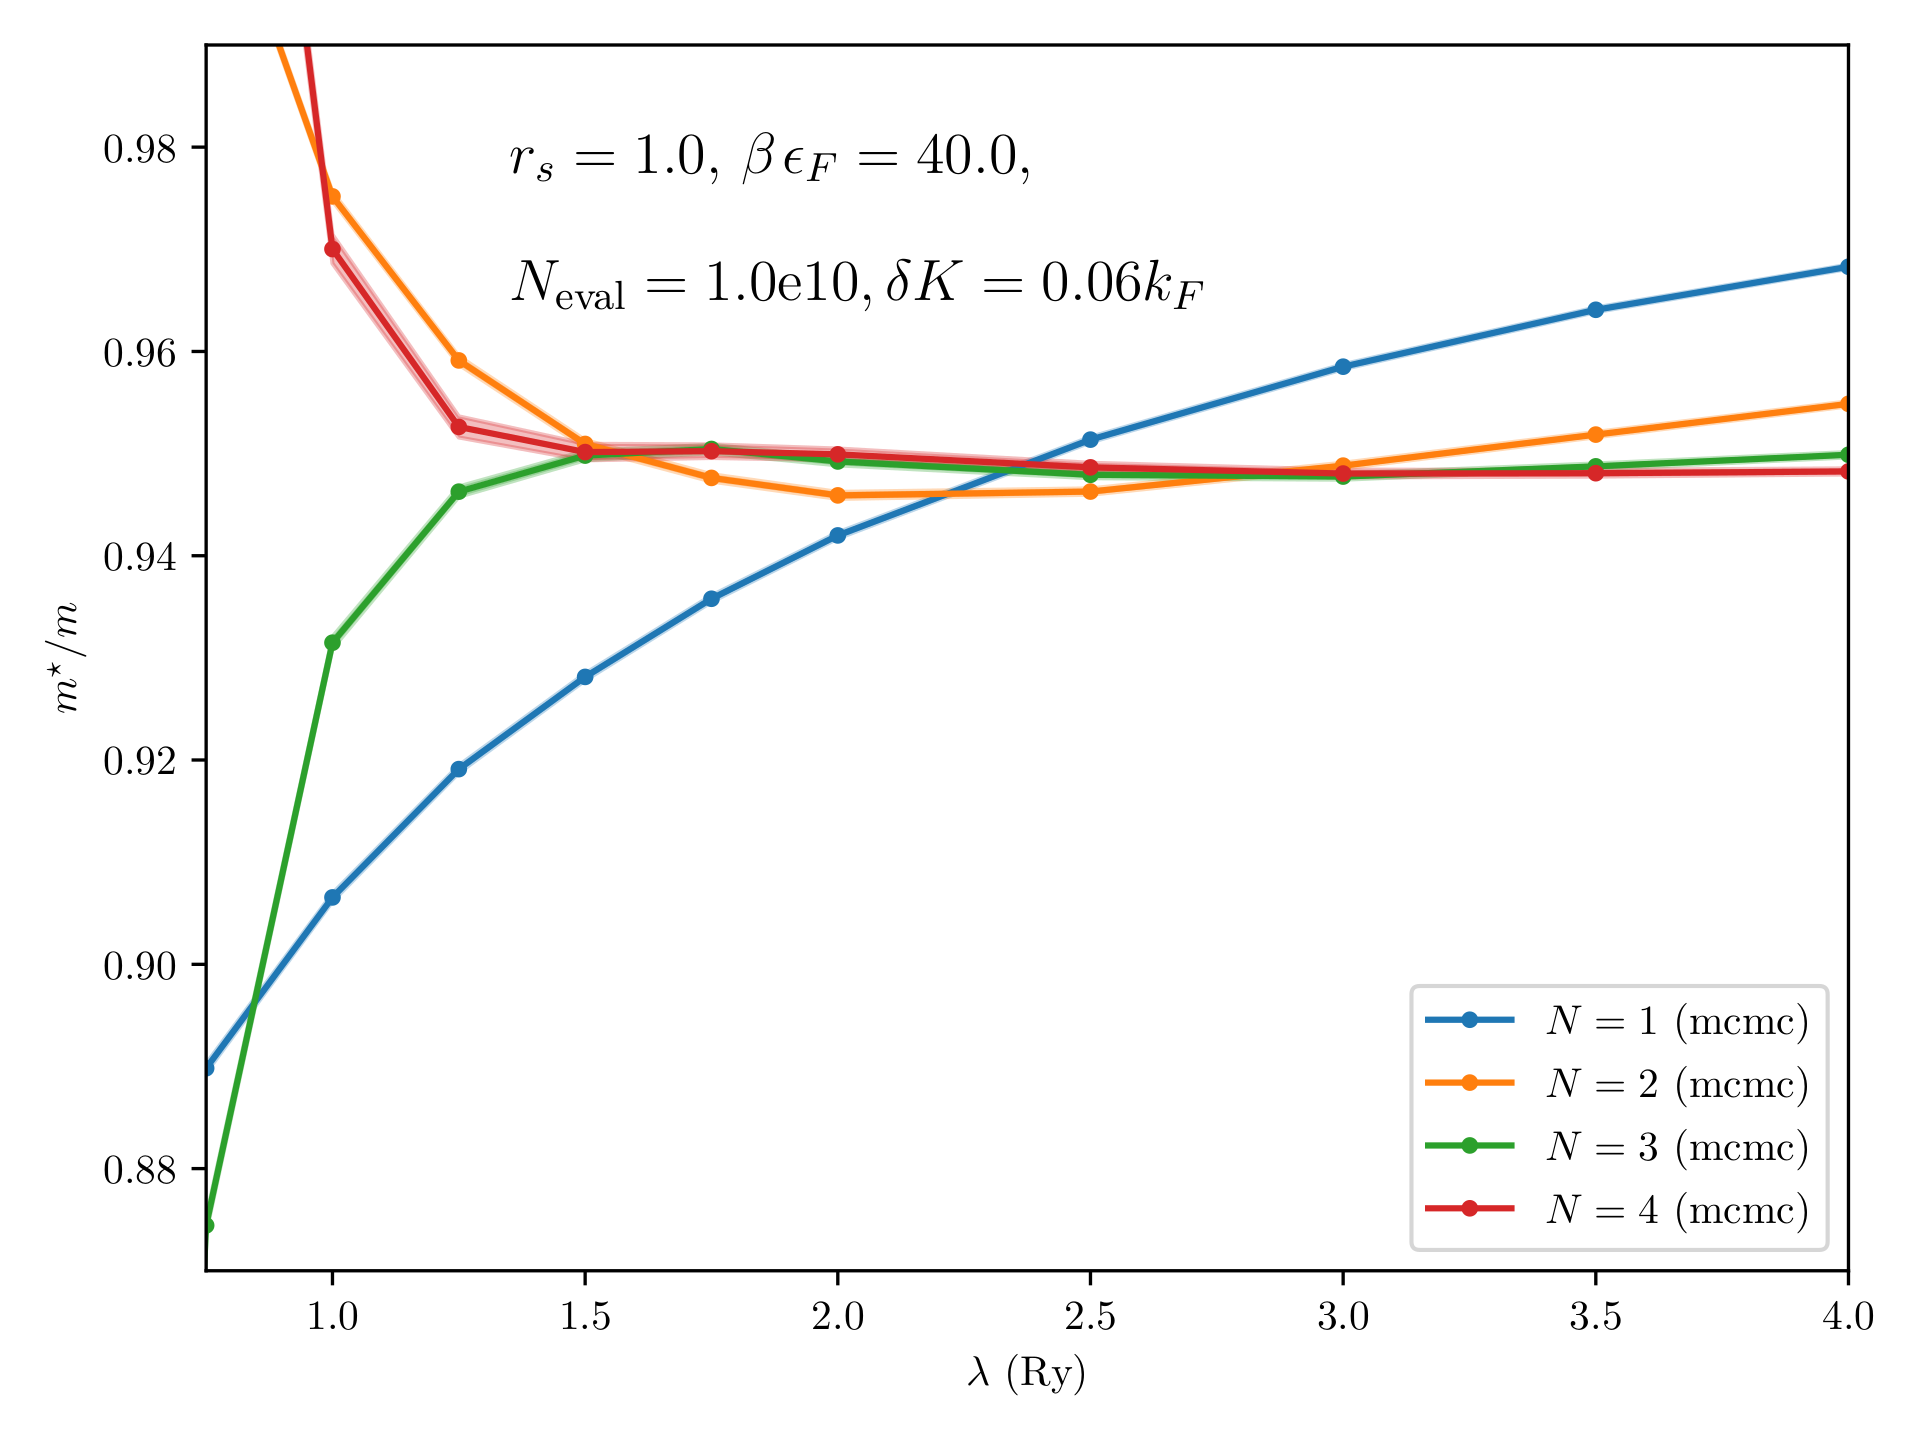 r_s = 1.0, β ϵ_F = 40.0,
N_eval = 1.0e10, δK = 0.06k_F
0.98
0.96
0.94
0.92
0.90
0.88
m⋆/m
1.0 1.5 2.0 2.5 3.0 3.5 4.0
λ (Ry)
N = 1 (mcmc)
N = 2 (mcmc)
N = 3 (mcmc)
N = 4 (mcmc)